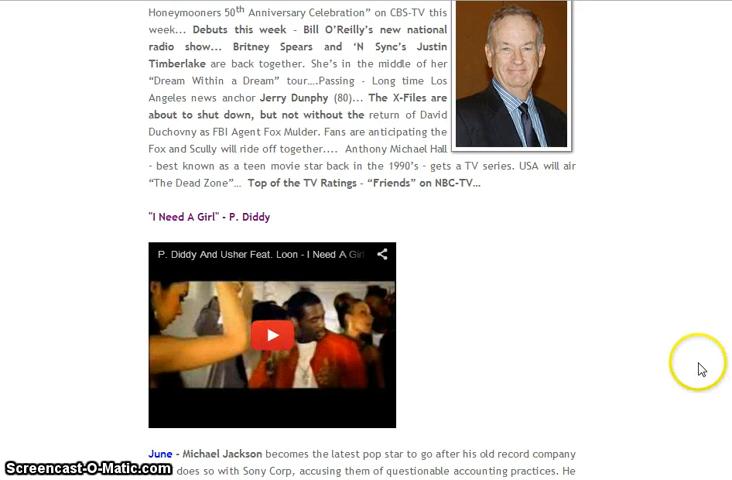 Honeymooners 50th Anniversary Celebration” on CBS-TV this
week... Debuts this week – Bill O’Reilly’s new national
radio show... Britney Spears and ‘N Sync’s Justin
Timberlake are back together. She’s in the middle of her
“Dream Within a Dream” tour….Passing - Long time Los
Angeles news anchor Jerry Dunphy (80)... The X-Files are
about to shut down, but not without the return of David
Duchovny as FBI Agent Fox Mulder. Fans are anticipating the
Fox and Scully will ride off together.... Anthony Michael Hall
- best known as a teen movie star back in the 1990’s - gets a TV series. USA will air
“The Dead Zone”… Top of the TV Ratings – “Friends” on NBC-TV…
"I Need A Girl" - P. Diddy
P. Diddy And Usher Feat. Loon - I Need A Girl
June - Michael Jackson becomes the latest pop star to go after his old record company
does so with Sony Corp, accusing them of questionable accounting practices. He
Screencast-O-Matic.com